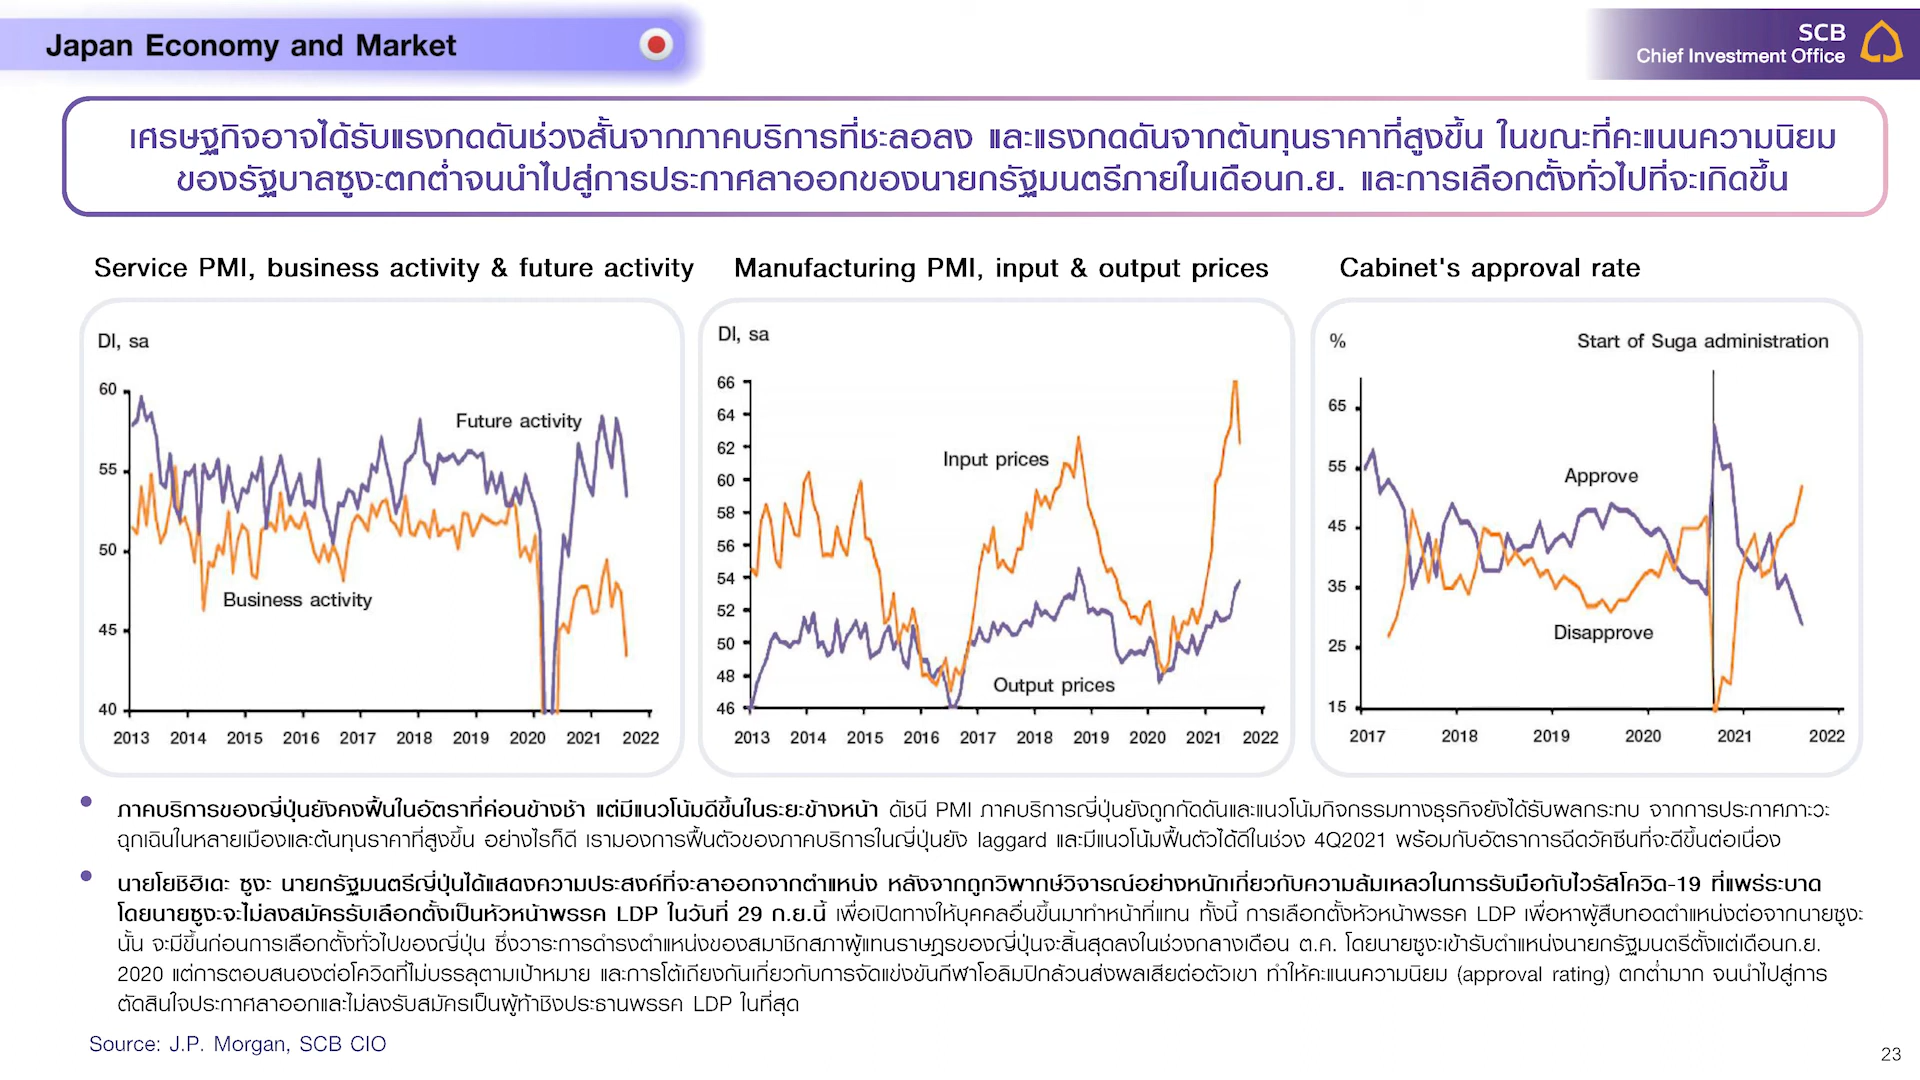 Japan Economy and Market
SCB
Chief Investment Office
เศรษฐกิจอาจได้รับแรงกดดันช่วงสั้นจากภาคบริการที่ชะลอลง และแรงกดดันจากต้นทุนราคาที่สูงขึ้น ในขณะที่คะแนนความนิยม
ของรัฐบาลซูงะตกต่ำจนนำไปสู่การประกาศลาออกของนายกรัฐมนตรีภายในเดือนก.ย. และการเลือกตั้งทั่วไปที่จะเกิดขึ้น
Service PMI, business activity & future activity
DI, sa
60
55
50
45
40
Future activity
Business activity
2013 2014 2015 2016 2017 2018 2019 2020 2021 2022
Manufacturing PMI, input & output prices
DI, sa
66
64
62
60
58
56
54
52
50
48
46
Input prices
Output prices
2013 2014 2015 2016 2017 2018 2019 2020 2021 2022
Cabinet's approval rate
%
Start of Suga administration
65
55
45
35
25
15
Approve
Disapprove
2017 2018 2019 2020 2021 2022
• ภาคบริการของญี่ปุ่นยังคงฟื้นในอัตราที่ค่อนข้างช้า แต่มีแนวโน้มดีขึ้นในระยะข้างหน้า ดัชนี PMI ภาคบริการญี่ปุ่นยังถูกกัดดันและแนวโน้มกิจกรรมทางธุรกิจยังได้รับผลกระทบ จากการประกาศภาวะ
ฉุกเฉินในหลายเมืองและต้นทุนราคาที่สูงขึ้น อย่างไรก็ดี เรามองการฟื้นตัวของภาคบริการในญี่ปุ่นยัง laggard และมีแนวโน้มฟื้นตัวได้ดีในช่วง 4Q2021 พร้อมกับอัตราการฉีดวัคซีนที่จะดีขึ้นต่อเนื่อง
• นายโยชิฮิเดะ ซูงะ นายกรัฐมนตรีญี่ปุ่นได้แสดงความประสงค์ที่จะลาออกจากตำแหน่ง หลังจากถูกวิพากษ์วิจารณ์อย่างหนักเกี่ยวกับความล้มเหลวในการรับมือกับไวรัสโควิด-19 ที่แพร่ระบาด
โดยนายซูงะจะไม่ลงสมัครรับเลือกตั้งเป็นหัวหน้าพรรค LDP ในวันที่ 29 ก.ย.นี้ เพื่อเปิดทางให้บุคคลอื่นขึ้นมาทำหน้าที่แทน ทั้งนี้ การเลือกตั้งหัวหน้าพรรค LDP เพื่อหาผู้สืบทอดตำแหน่งต่อจากนายซูงะ
นั้น จะมีขึ้นก่อนการเลือกตั้งทั่วไปของญี่ปุ่น ซึ่งวาระการดำรงตำแหน่งของสมาชิกสภาผู้แทนราษฎรของญี่ปุ่นจะสิ้นสุดลงในช่วงกลางเดือน ต.ค. โดยนายซูงะเข้ารับตำแหน่งนายกรัฐมนตรีตั้งแต่เดือนก.ย.
2020 แต่การตอบสนองต่อโควิดที่ไม่บรรลุตามเป้าหมาย และการโต้เถียงกันเกี่ยวกับการจัดแข่งขันกีฬาโอลิมปิกล้วนส่งผลเสียต่อตัวเขา ทำให้คะแนนความนิยม (approval rating) ตกต่ำมาก จนนำไปสู่การ
ตัดสินใจประกาศลาออกและไม่ลงรับสมัครเป็นผู้ท้าชิงประธานพรรค LDP ในที่สุด
Source: J.P. Morgan, SCB CIO
23